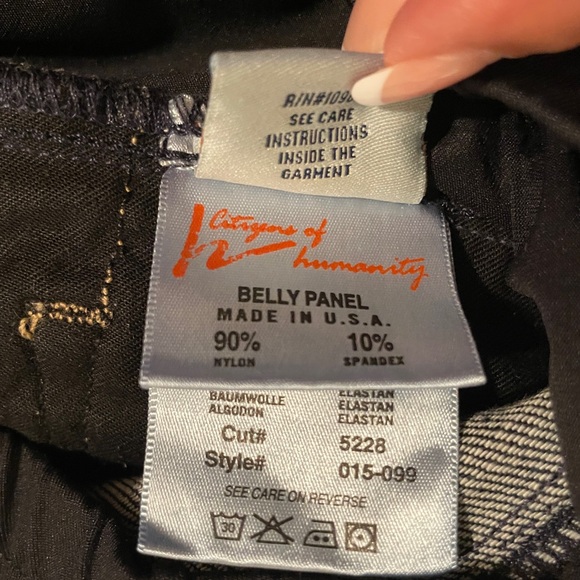 SEE CARE
INSTRUCTIONS
INSIDE THE
GARMENT
Citizens of
humanity
BELLY PANEL
MADE IN U.S.A.
90% 10%
NYLON SPANDEX
BAUMWOLLE ELASTAN
ALGODON ELASTAN
ELASTAN
Cut# 5228
Style# 015-099
SEE CARE ON REVERSE
30